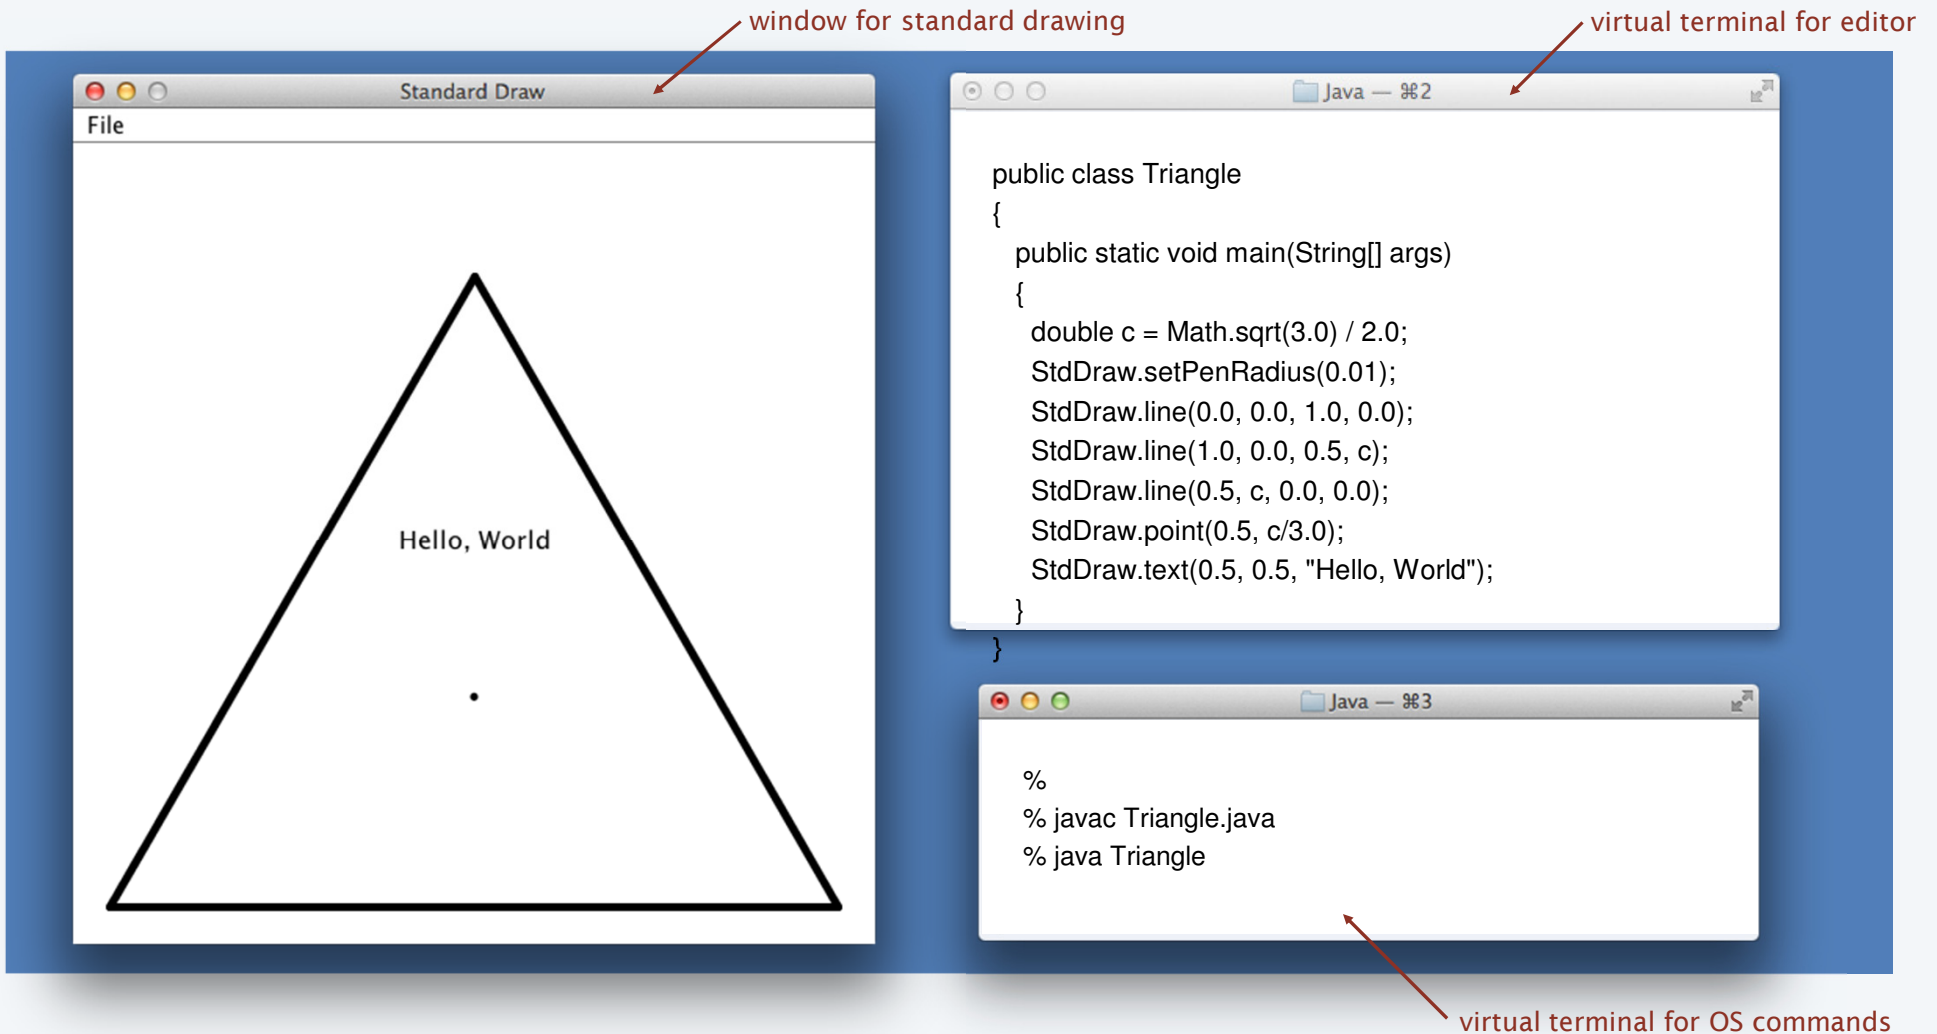 window for standard drawing
virtual terminal for editor
Standard Draw
File
Hello, World
Java — ⌘2
public class Triangle
{
public static void main(String[] args)
{
double c = Math.sqrt(3.0) / 2.0;
StdDraw.setPenRadius(0.01);
StdDraw.line(0.0, 0.0, 1.0, 0.0);
StdDraw.line(1.0, 0.0, 0.5, c);
StdDraw.line(0.5, c, 0.0, 0.0);
StdDraw.point(0.5, c/3.0);
StdDraw.text(0.5, 0.5, "Hello, World");
}
}
Java — ⌘3
%
% javac Triangle.java
% java Triangle
virtual terminal for OS commands